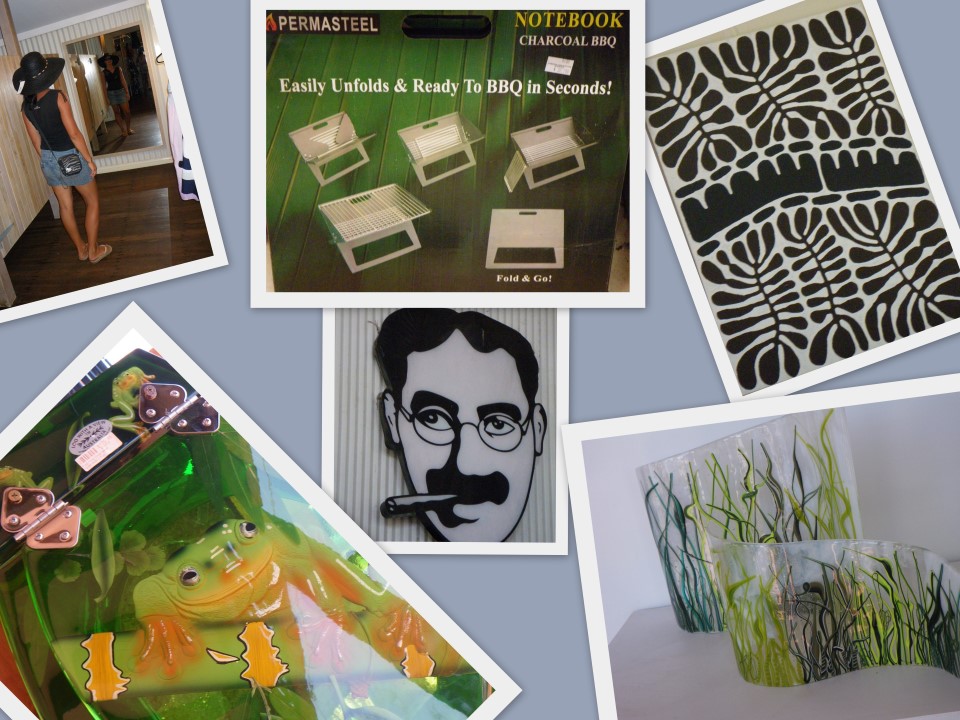 PERMASTEEL
NOTEBOOK
CHARCOAL BBQ
Easily Unfolds & Ready To BBQ in Seconds!
Fold & Go!